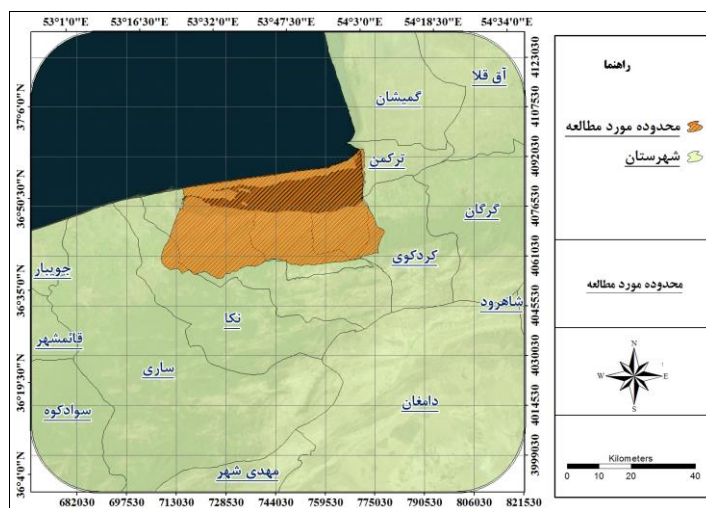 53°1'0"E 53°16'30"E 53°32'0"E 53°47'30"E 54°3'0"E 54°18'30"E 54°34'0"E
37°6'0"N
36°50'30"N
36°35'0"N
36°19'30"N
36°4'0"N
آق قلا
گمیشان
ترکمن
گرگان
کردکوی
جویبار
شاهرود
نکا
قائمشهر
ساری
سوادکوه
دامغان
مهدی شهر
4123030
4107530
4092030
4076530
4061030
4045530
4030030
4014530
3999030
682030 697530 713030 728530 744030 759530 775030 790530 806030 821530
راهنما
محدوده مورد مطالعه
شهرستان
محدوده مورد مطالعه
N
W E
S
Kilometers
0 10 20 40